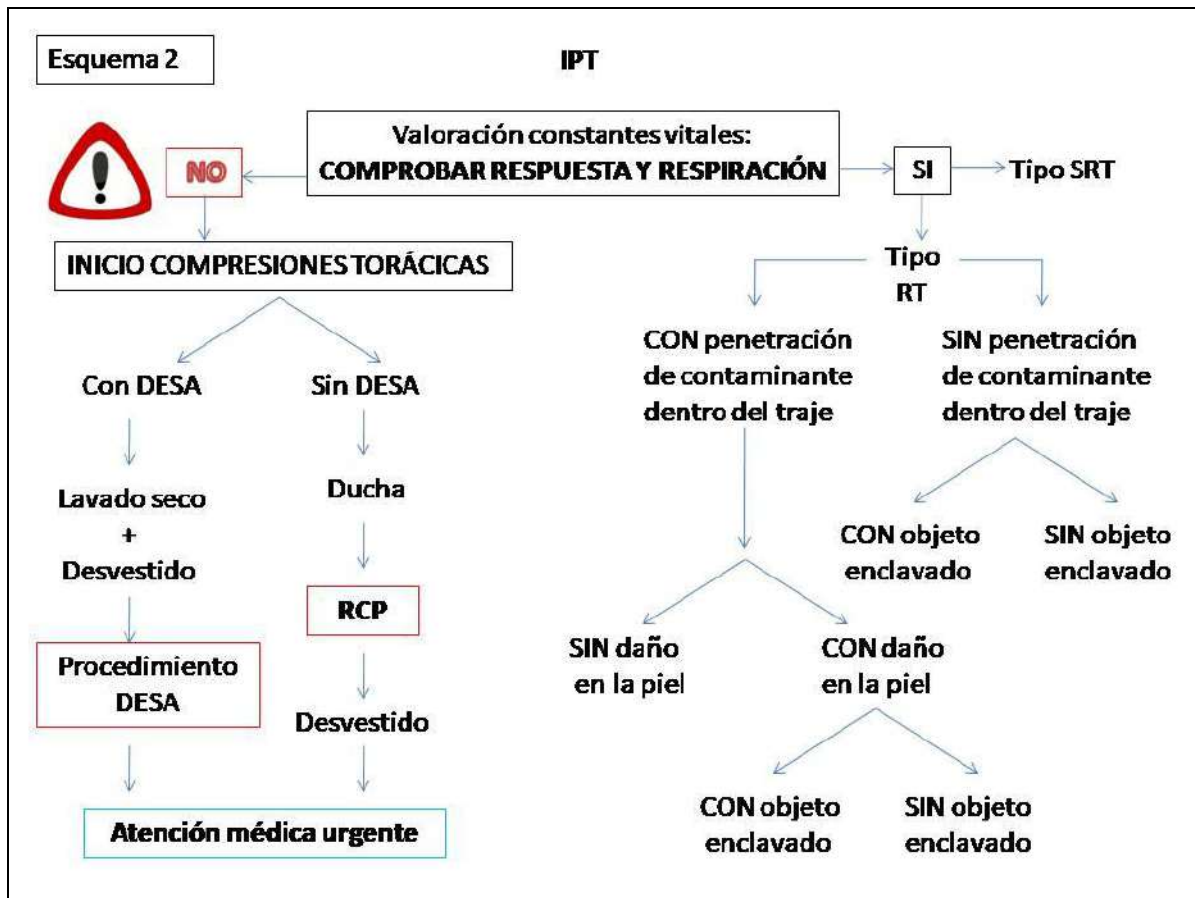 Esquema 2
IPT
Valoración constantes vitales:
COMPROBAR RESPUESTA Y RESPIRACIÓN
NO
SI
Tipo SRT
INICIO COMPRESIONES TORÁCICAS
Tipo
RT
Con DESA
Sin DESA
CON penetración
de contaminante
dentro del traje
SIN penetración
de contaminante
dentro del traje
Lavado seco
+
Desvestido
Ducha
CON objeto
enclavado
SIN objeto
enclavado
RCP
Procedimiento
DESA
Desvestido
SIN daño
en la piel
CON daño
en la piel
Atención médica urgente
CON objeto
enclavado
SIN objeto
enclavado